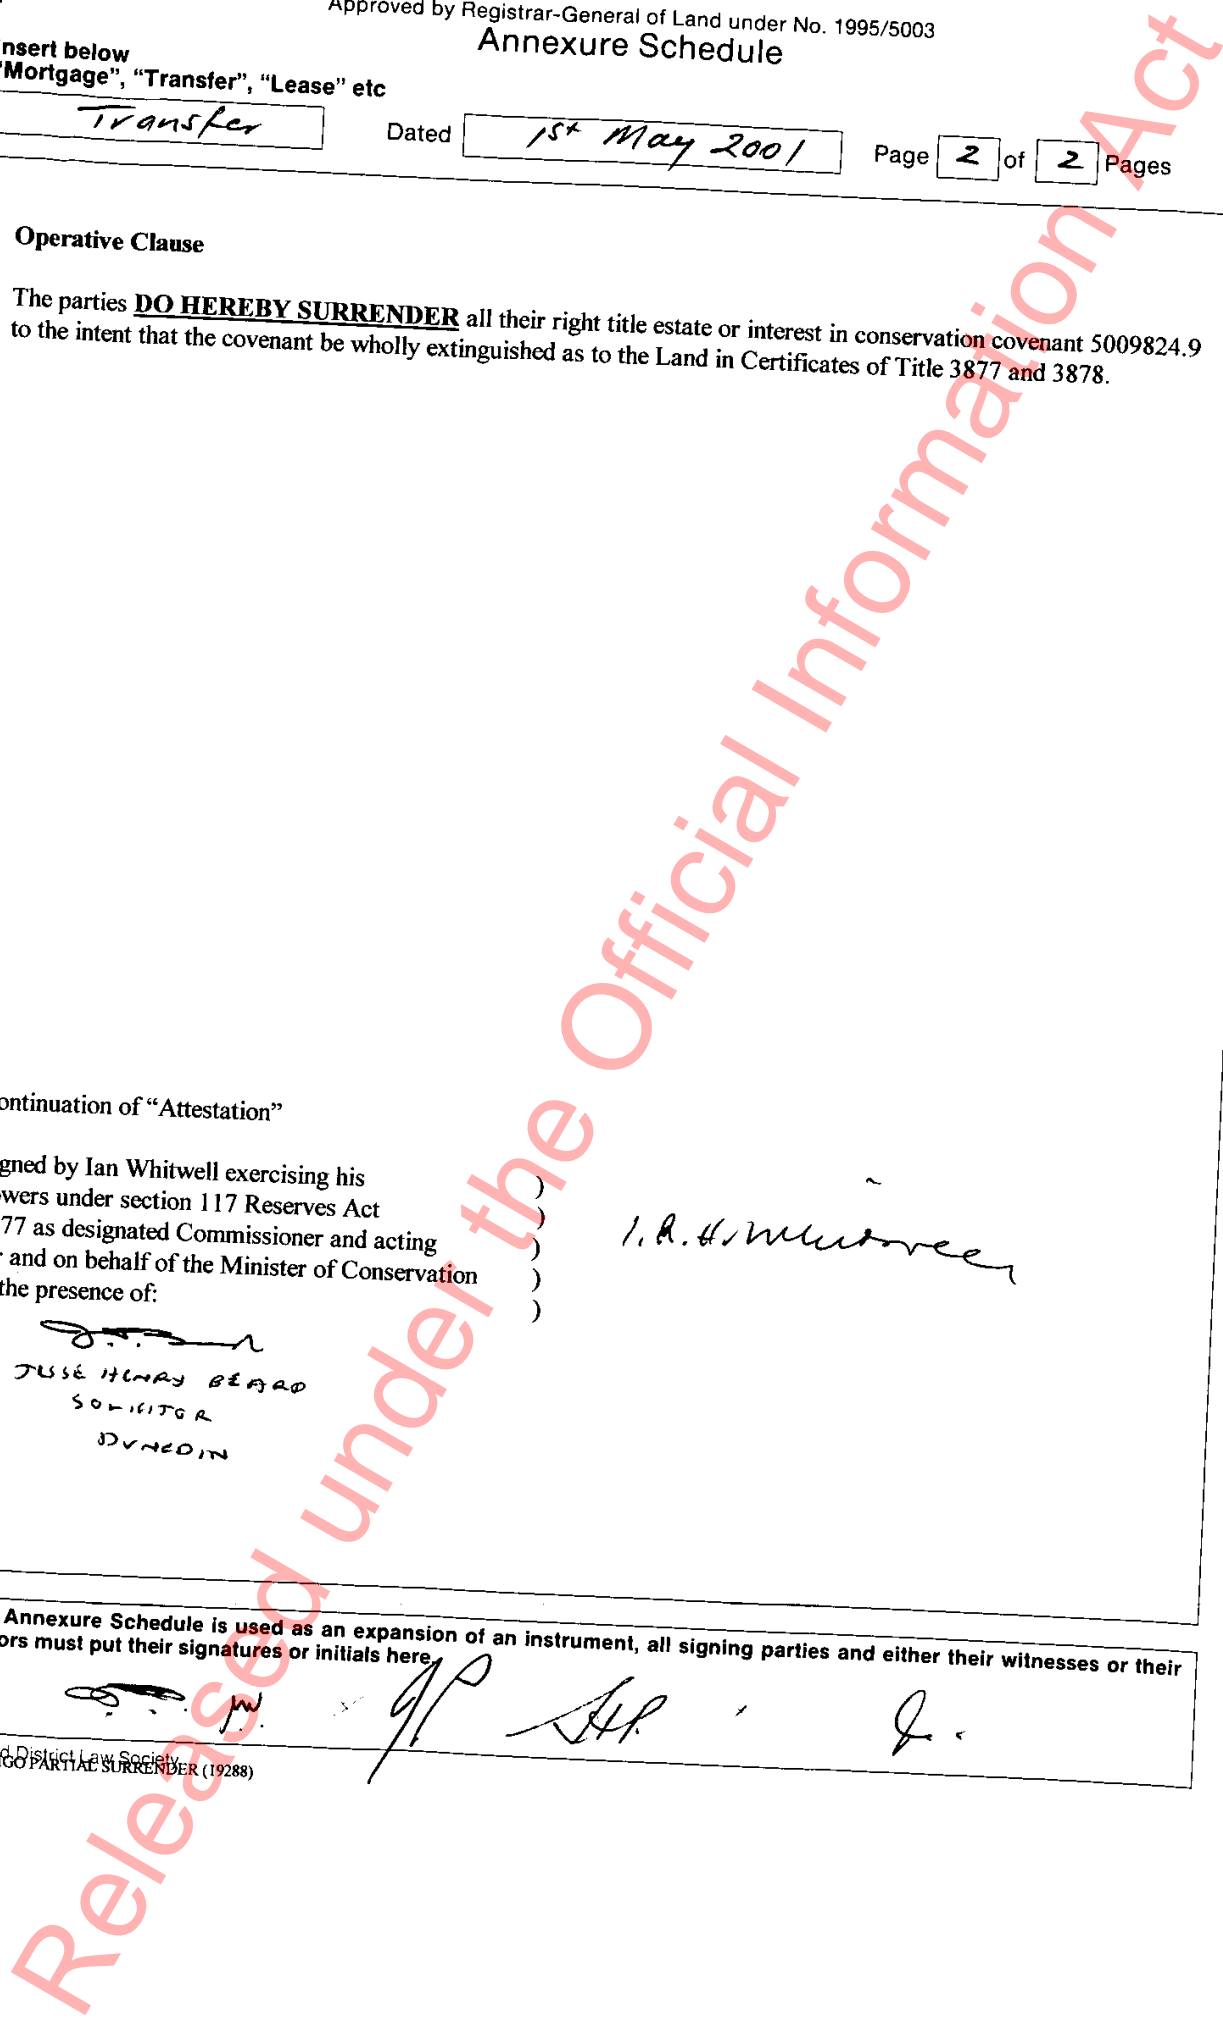 Approved by Registrar-General of Land under No. 1995/5003
Annexure Schedule
nsert below
"Mortgage", "Transfer", "Lease" etc
Transfer Dated 1st May 2001 Page 2 of 2 Pages
Operative Clause
The parties DO HEREBY SURRENDER all their right title estate or interest in conservation covenant 5009824.9
to the intent that the covenant be wholly extinguished as to the Land in Certificates of Title 3877 and 3878.
ontinuation of “Attestation”
gned by Ian Whitwell exercising his )
wers under section 117 Reserves Act )
77 as designated Commissioner and acting )
r and on behalf of the Minister of Conservation )
the presence of: )
JESSE HENRY BEARD
SOLICITOR
DUNEDIN
Annexure Schedule is used as an expansion of an instrument, all signing parties and either their witnesses or their
ors must put their signatures or initials here.
d District Law Society
GO PARTIAL SURRENDER (19288)
Released under the Official Information Act